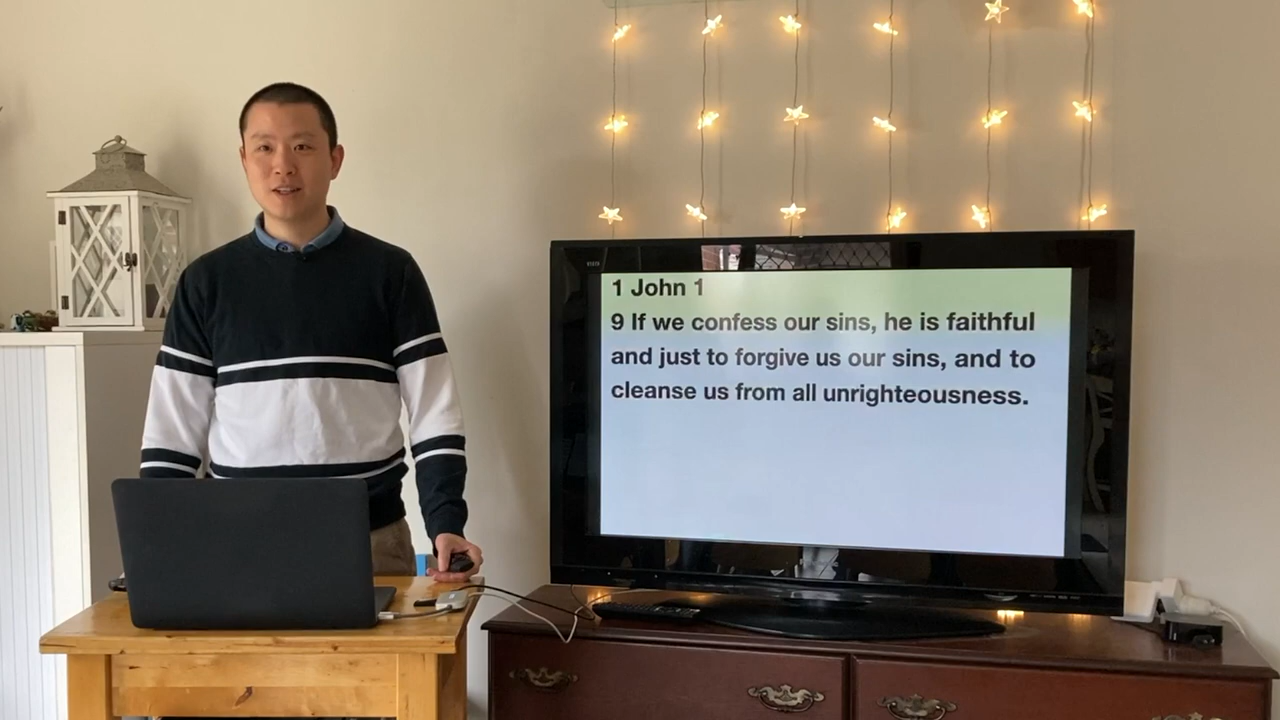 1 John 1
9 If we confess our sins, he is faithful
and just to forgive us our sins, and to
cleanse us from all unrighteousness.